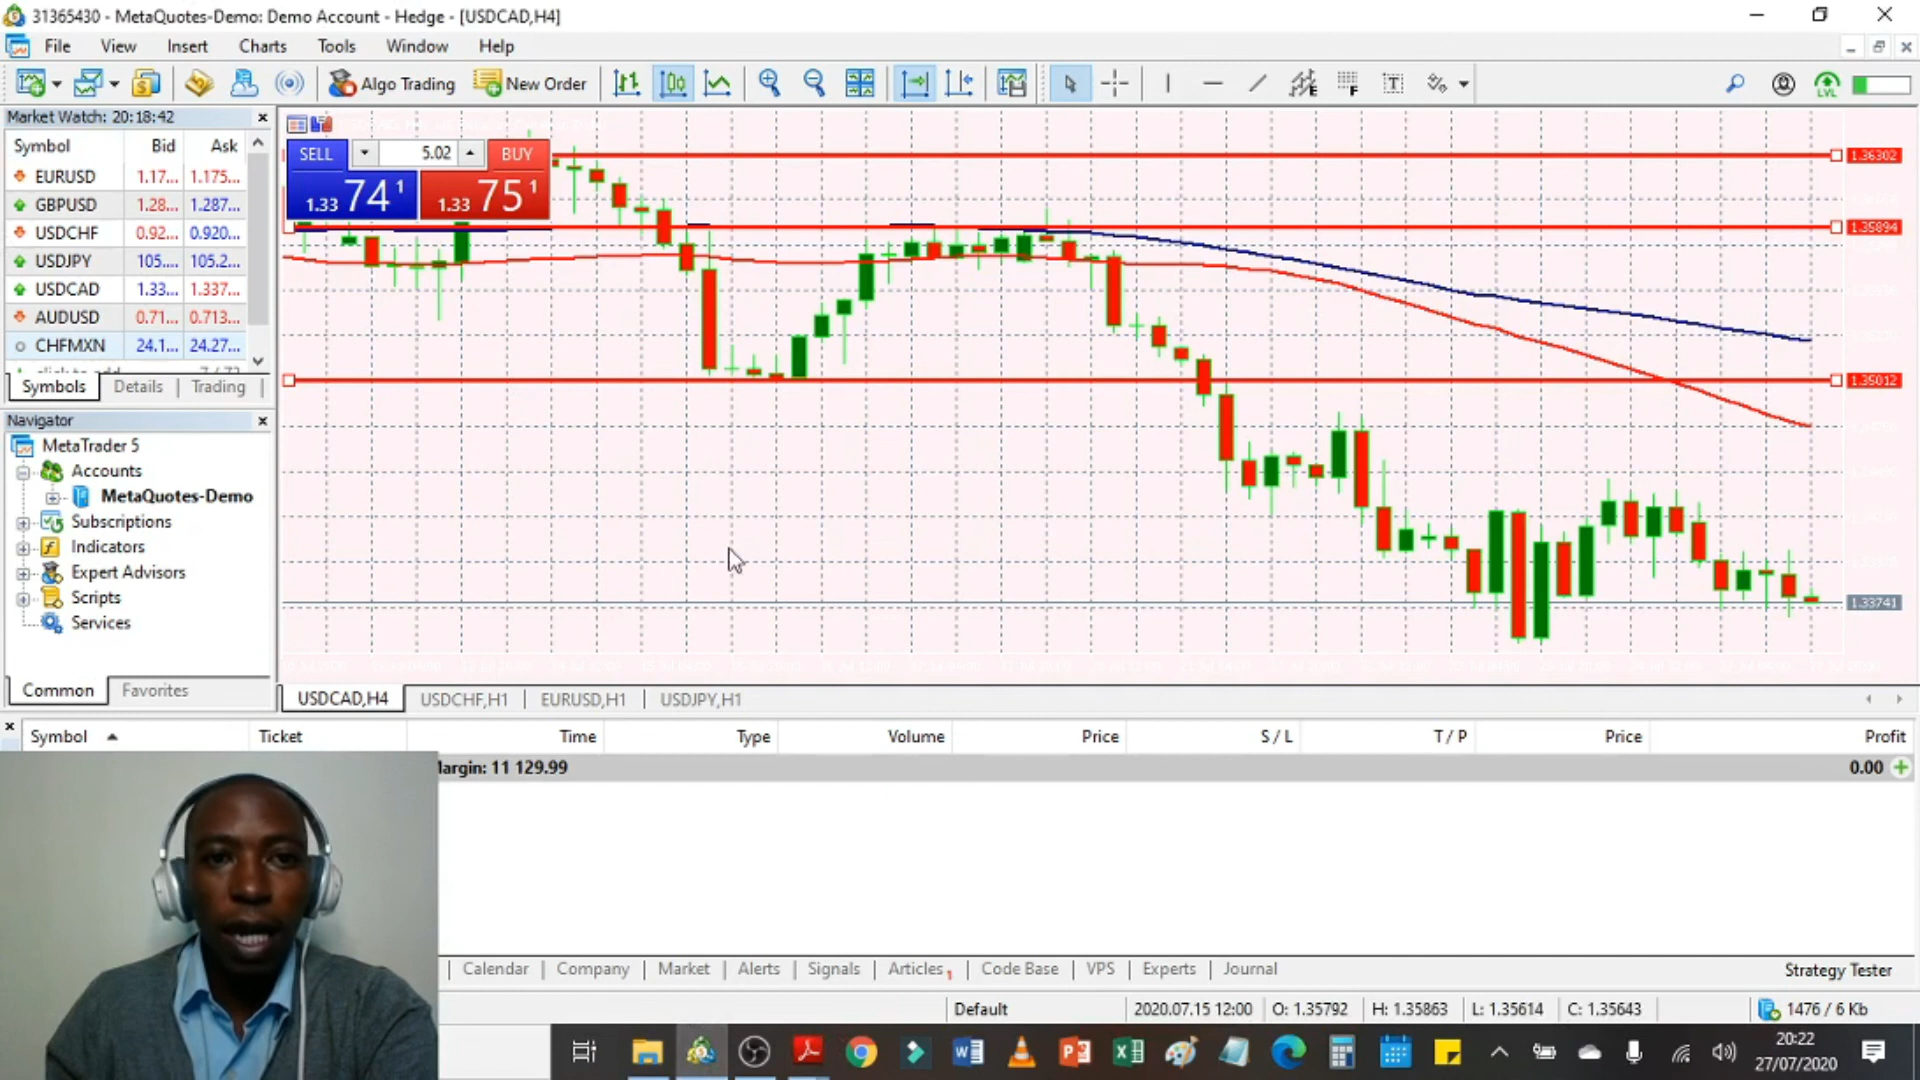 31365430 - MetaQuotes-Demo: Demo Account - Hedge - [USDCAD,H4]
File View Insert Charts Tools Window Help
Algo Trading New Order
Market Watch: 20:18:42
Symbol Bid Ask
EURUSD 1.17... 1.175...
GBPUSD 1.28... 1.287...
USDCHF 0.92... 0.920...
USDJPY 105.... 105.2...
USDCAD 1.33... 1.337...
AUDUSD 0.71... 0.713...
CHFMXN 24.1... 24.27...
Symbols Details Trading
SELL 5.02 BUY
1.33 74 1 1.33 75 1
1.36302
1.35894
1.35012
1.33741
Navigator
MetaTrader 5
Accounts
MetaQuotes-Demo
Subscriptions
Indicators
Expert Advisors
Scripts
Services
Common Favorites
USDCAD,H4 USDCHF,H1 EURUSD,H1 USDJPY,H1
Symbol Ticket Time Type Volume Price S / L T / P Price Profit
Margin: 11 129.99 0.00
Calendar Company Market Alerts Signals Articles 1 Code Base VPS Experts Journal Strategy Tester
Default 2020.07.15 12:00 O: 1.35792 H: 1.35863 L: 1.35614 C: 1.35643 1476 / 6 Kb
20:22
27/07/2020